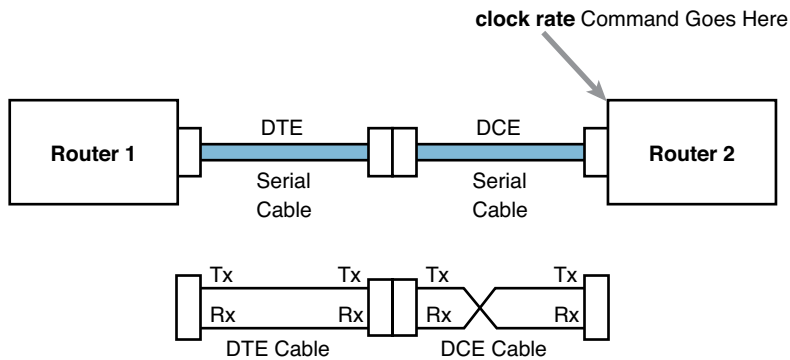 clock rate Command Goes Here
Router 1
DTE
DCE
Router 2
Serial
Cable
Serial
Cable
Tx
Tx
Tx
Tx
Rx
Rx
Rx
Rx
DTE Cable
DCE Cable